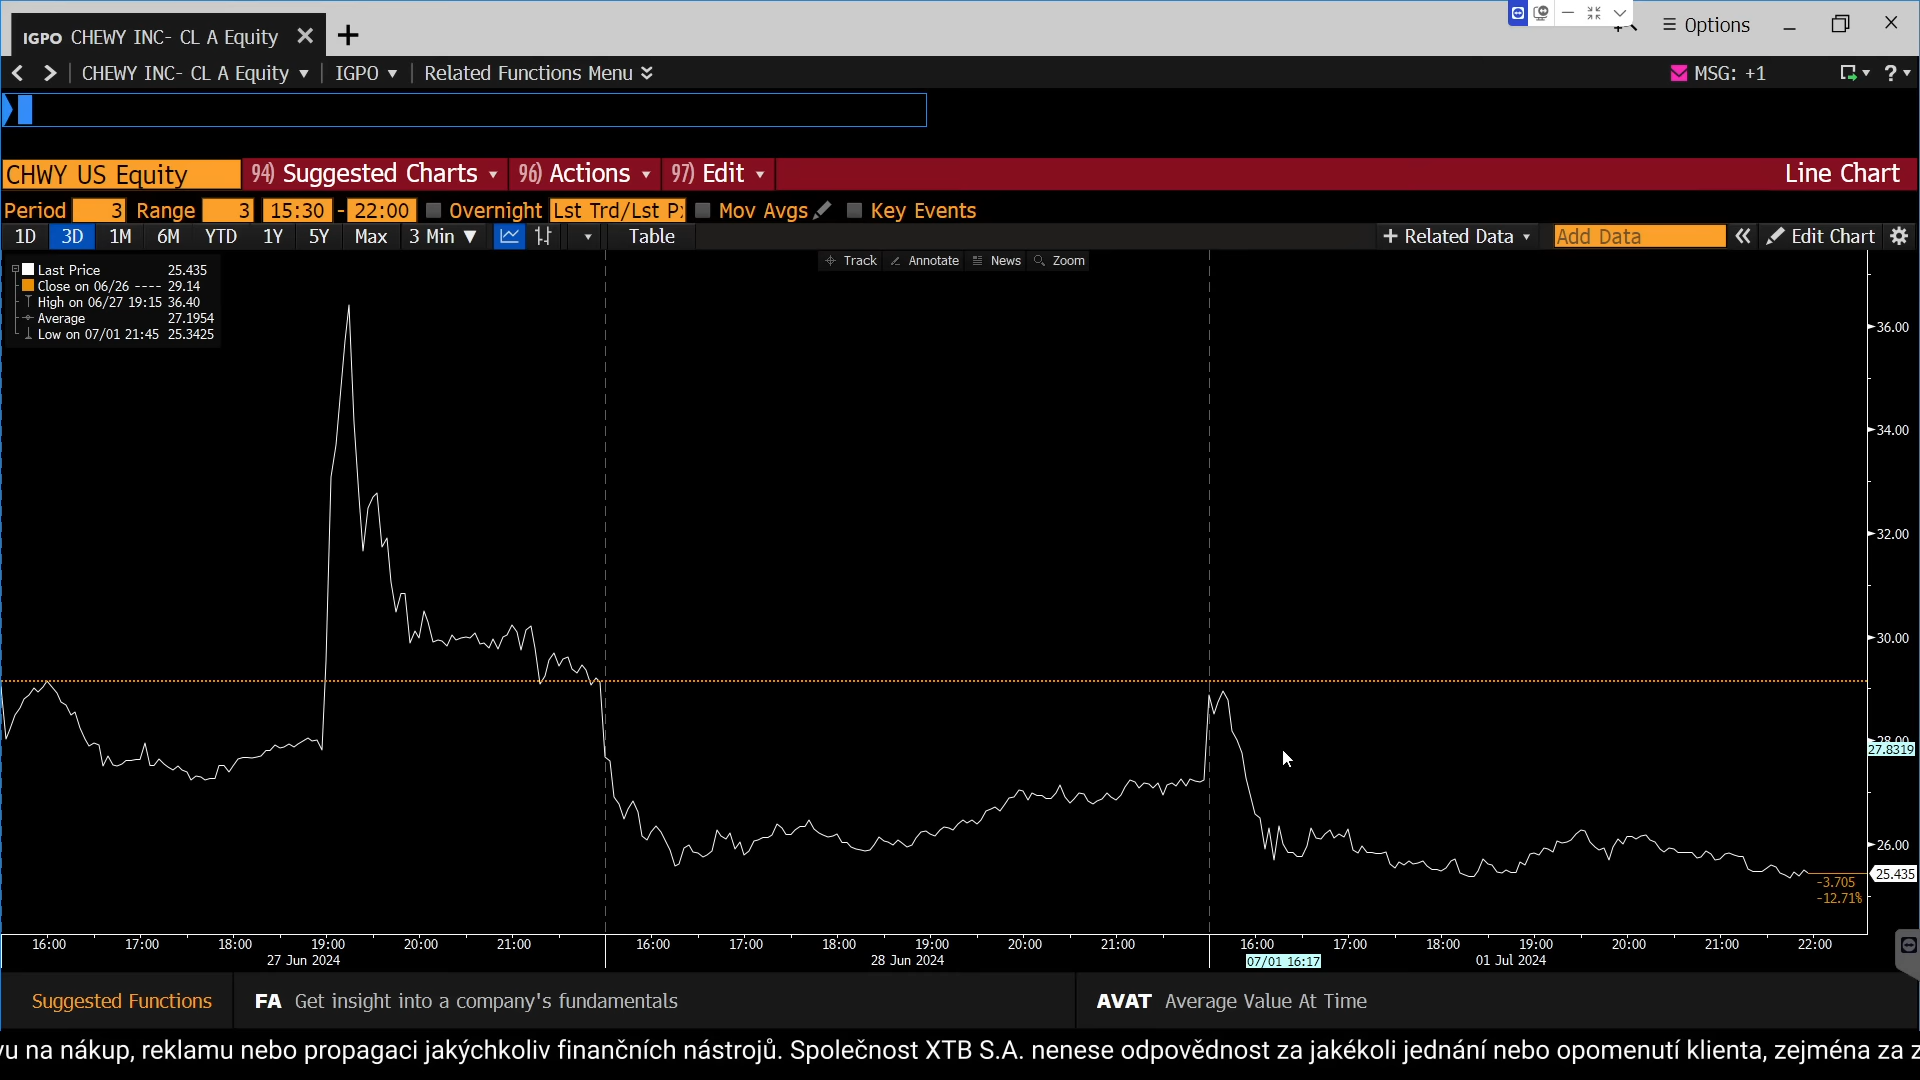 IGPO CHEWY INC- CL A Equity
Options
CHEWY INC- CL A Equity IGPO Related Functions Menu MSG: +1 ?
CHWY US Equity 94) Suggested Charts 96) Actions 97) Edit Line Chart
Period 3 Range 3 15:30 - 22:00 Overnight Lst Trd/Lst P Mov Avgs Key Events
1D 3D 1M 6M YTD 1Y 5Y Max 3 Min Table + Related Data Add Data Edit Chart
Track Annotate News Zoom
Last Price 25.435
Close on 06/26 ---- 29.14
High on 06/27 19:15 36.40
Average 27.1954
Low on 07/01 21:45 25.3425
36.00
34.00
32.00
30.00
28.00
27.8319
26.00
25.435
-3.705
-12.71%
16:00 17:00 18:00 19:00 20:00 21:00 16:00 17:00 18:00 19:00 20:00 21:00 16:00 17:00 18:00 19:00 20:00 21:00 22:00
27 Jun 2024 28 Jun 2024 07/01 16:17 01 Jul 2024
Suggested Functions FA Get insight into a company's fundamentals AVAT Average Value At Time
vu na nákup, reklamu nebo propagaci jakýchkoliv finančních nástrojů. Společnost XTB S.A. nenese odpovědnost za jakékoli jednání nebo opomenutí klienta, zejména za z